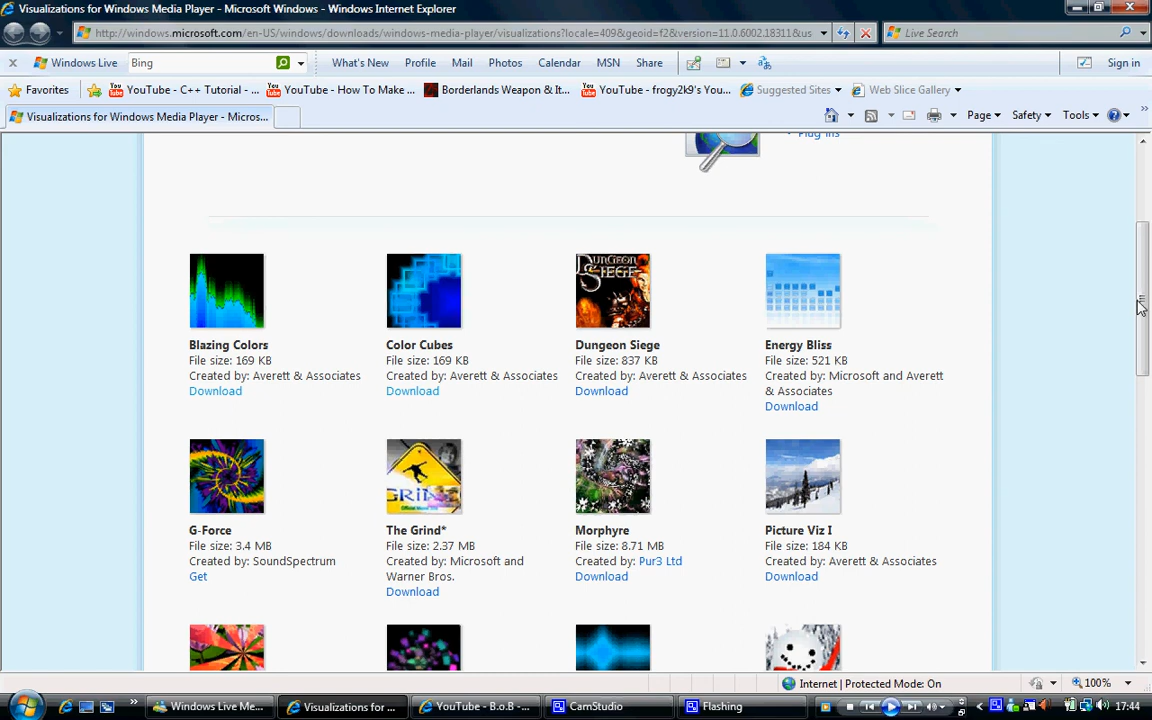 Visualizations for Windows Media Player - Microsoft Windows - Windows Internet Explorer
http://windows.microsoft.com/en-US/windows/downloads/windows-media-player/visualizations?locale=409&geoid=f2&version=11.0.6002.18311&us
Live Search
Windows Live Bing What's New Profile Mail Photos Calendar MSN Share Sign in
Favorites YouTube - C++ Tutorial - ... YouTube - How To Make ... Borderlands Weapon & It... YouTube - frogy2k9's You... Suggested Sites Web Slice Gallery
Visualizations for Windows Media Player - Micros... Page Safety Tools
Plug ins
DUNGEON SIEGE
Blazing Colors Color Cubes Dungeon Siege Energy Bliss
File size: 169 KB File size: 169 KB File size: 837 KB File size: 521 KB
Created by: Averett & Associates Created by: Averett & Associates Created by: Averett & Associates Created by: Microsoft and Averett
Download Download Download & Associates
Download
GRIND
G-Force The Grind* Morphyre Picture Viz I
File size: 3.4 MB File size: 2.37 MB File size: 8.71 MB File size: 184 KB
Created by: SoundSpectrum Created by: Microsoft and Created by: Pur3 Ltd Created by: Averett & Associates
Get Warner Bros. Download Download
Download
Internet | Protected Mode: On 100%
Windows Live Me... Visualizations for ... YouTube - B.o.B - ... CamStudio Flashing 17:44